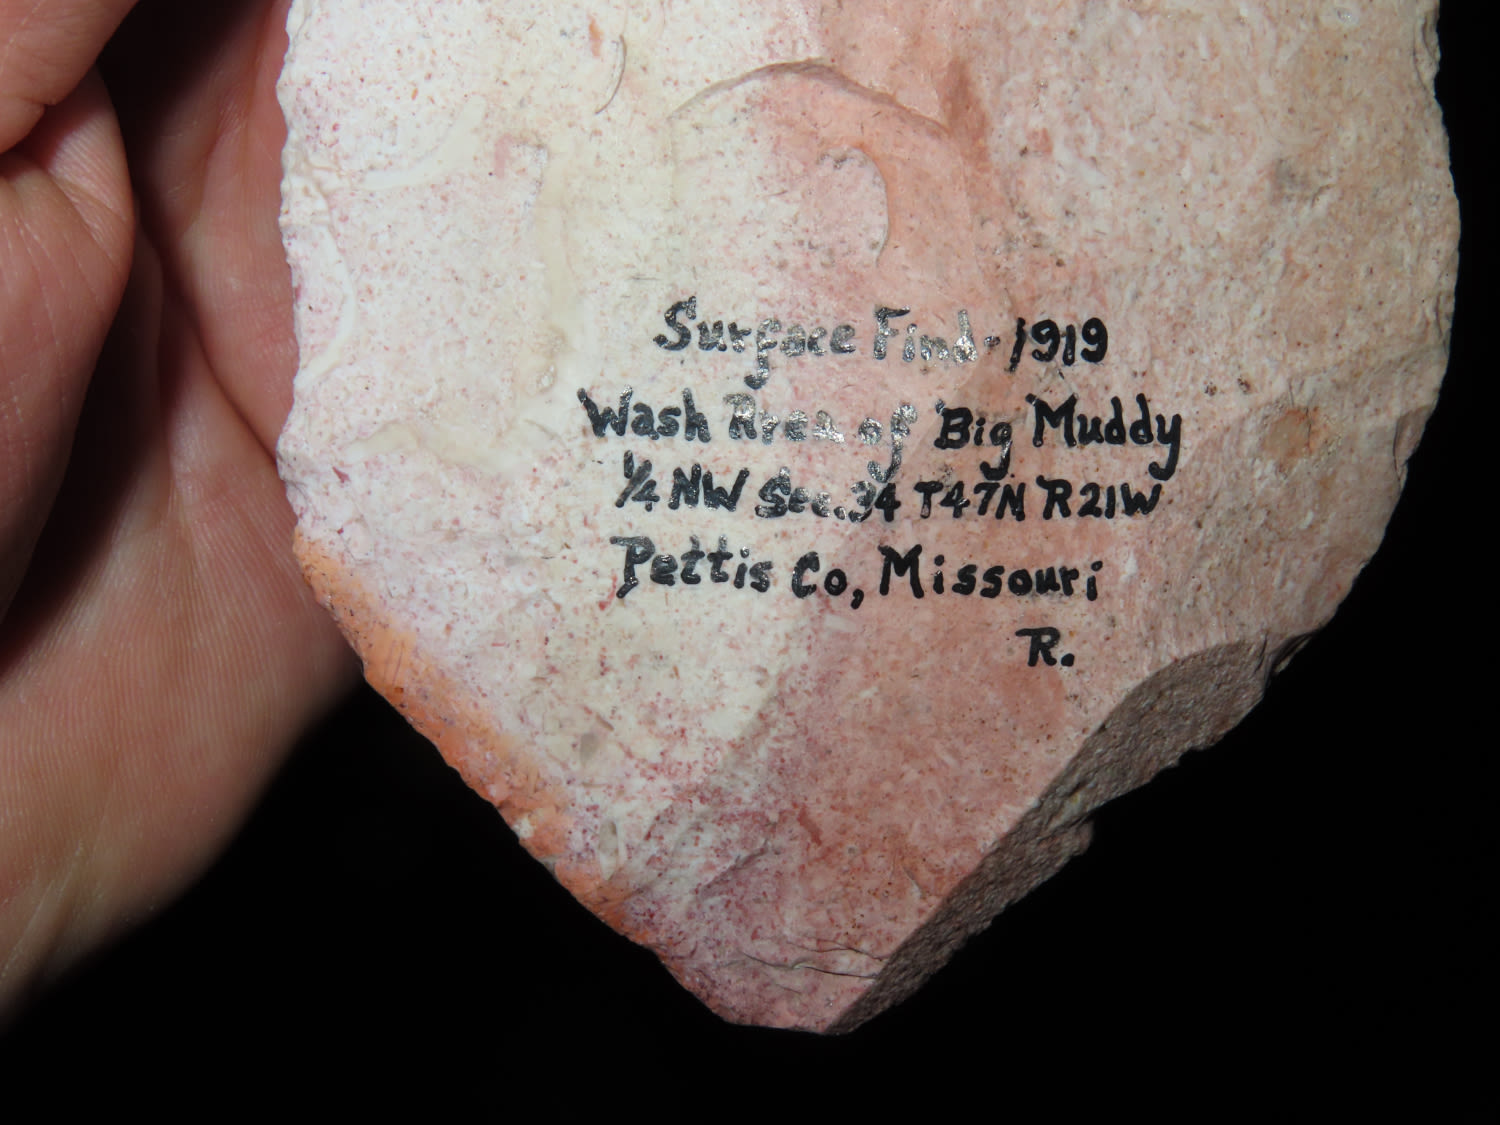 Surface Find - 1919
Wash Area of Big Muddy
1/4 NW Sec. 34 T47N R21W
Pettis Co, Missouri
R.